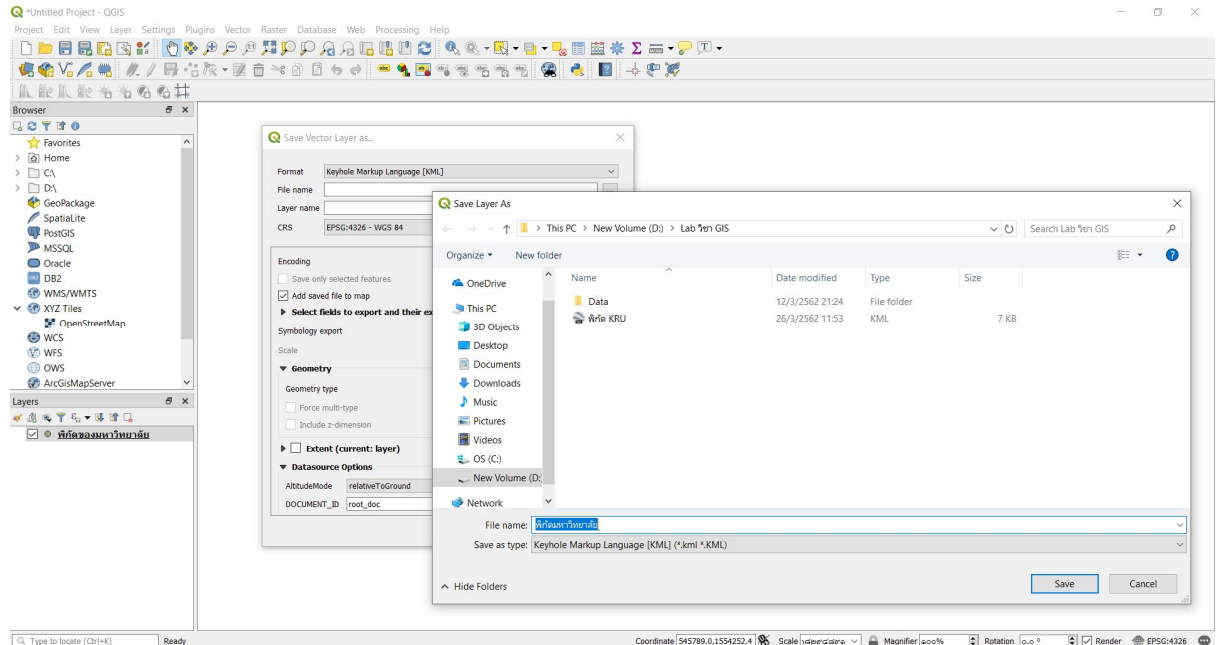 *Untitled Project - QGIS
Project Edit View Layer Settings Plugins Vector Raster Database Web Processing Help
Browser
Favorites
Home
C:\
D:\
GeoPackage
SpatiaLite
PostGIS
MSSQL
Oracle
DB2
WMS/WMTS
XYZ Tiles
OpenStreetMap
WCS
WFS
OWS
ArcGisMapServer
Layers
พิกัดของมหาวิทยาลัย
Save Vector Layer as...
Format Keyhole Markup Language [KML]
File name
Layer name
CRS EPSG:4326 - WGS 84
Encoding
Save only selected features
Add saved file to map
Select fields to export and their ex
Symbology export
Scale
Geometry
Geometry type
Force multi-type
Include z-dimension
Extent (current: layer)
Datasource Options
AltitudeMode relativeToGround
DOCUMENT_ID root_doc
Save Layer As
This PC > New Volume (D:) > Lab วิชา GIS
Search Lab วิชา GIS
Organize New folder
Name Date modified Type Size
Data 12/3/2562 21:24 File folder
พิกัด KRU 26/3/2562 11:53 KML 7 KB
OneDrive
This PC
3D Objects
Desktop
Documents
Downloads
Music
Pictures
Videos
OS (C:)
New Volume (D:
Network
File name: พิกัดมหาวิทยาลัย
Save as type: Keyhole Markup Language [KML] (*.kml *.KML)
Hide Folders
Save Cancel
Type to locate (Ctrl+K) Ready Coordinate 545789.0,1554252.4 Scale Magnifier ๑๐๐% Rotation ๐.๐ ° Render EPSG:4326